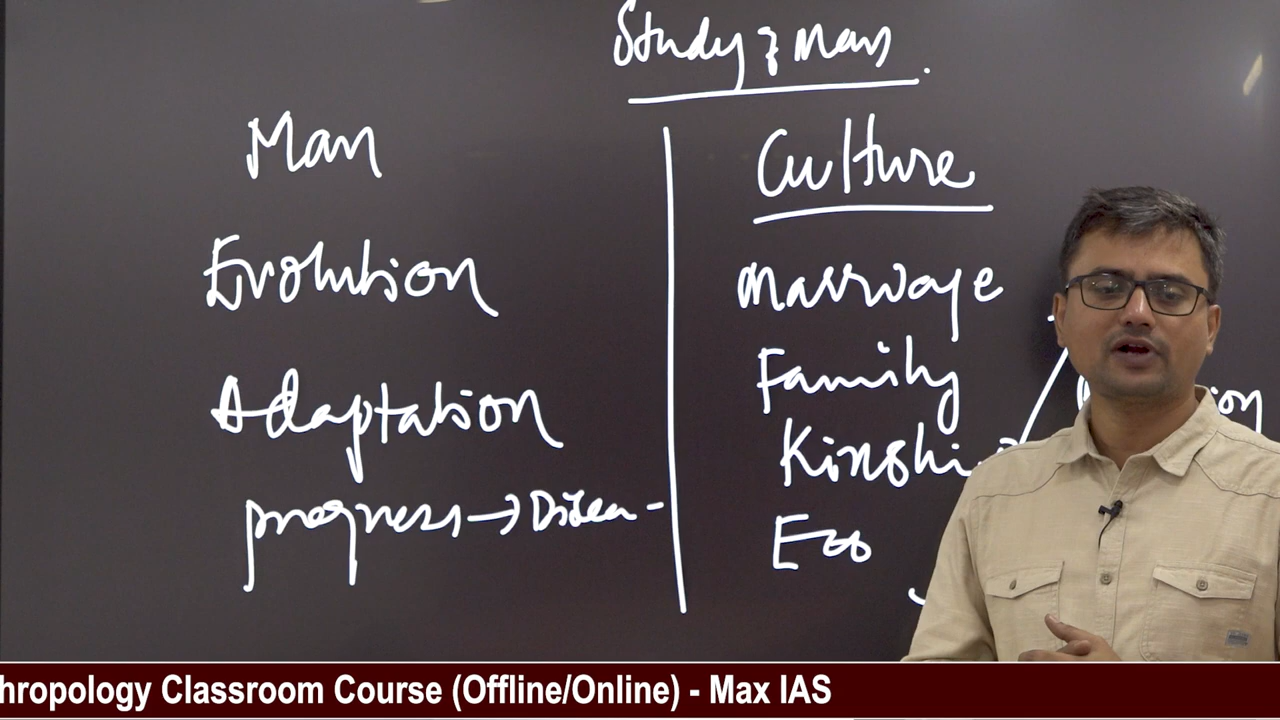 Study of Man.
Man
Evolution
Adaptation
progress →
Culture
Marriage
Family
Kinshi
Eco
hropology Classroom Course (Offline/Online) - Max IAS